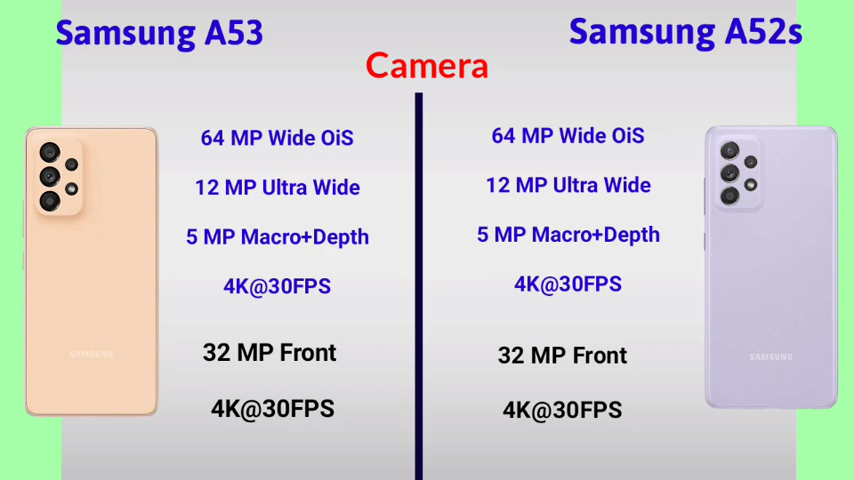 Samsung A53
Samsung A52s
Camera
64 MP Wide OiS
12 MP Ultra Wide
5 MP Macro+Depth
4K@30FPS
32 MP Front
4K@30FPS
64 MP Wide OiS
12 MP Ultra Wide
5 MP Macro+Depth
4K@30FPS
32 MP Front
4K@30FPS
SAMSUNG
SAMSUNG